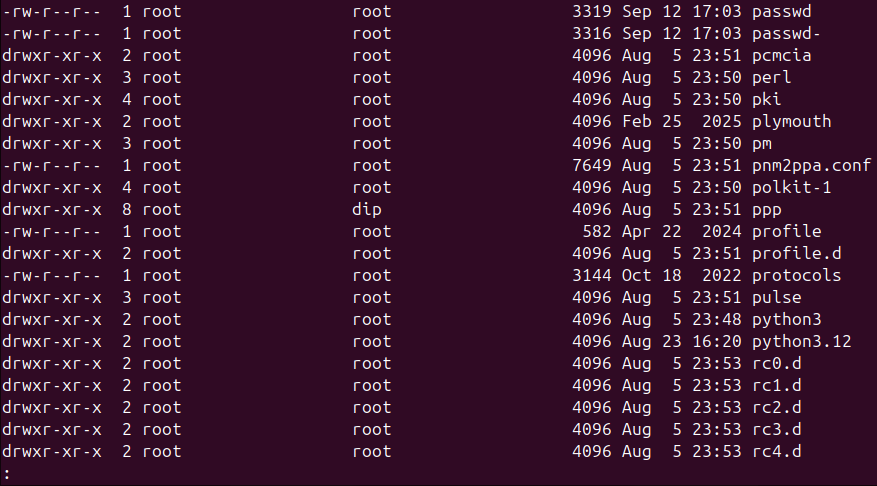 -rw-r--r--  1 root                 root                  3319 Sep 12 17:03 passwd
-rw-r--r--  1 root                 root                  3316 Sep 12 17:03 passwd-
drwxr-xr-x  2 root                 root                  4096 Aug  5 23:51 pcmcia
drwxr-xr-x  3 root                 root                  4096 Aug  5 23:50 perl
drwxr-xr-x  4 root                 root                  4096 Aug  5 23:50 pki
drwxr-xr-x  2 root                 root                  4096 Feb 25  2025 plymouth
drwxr-xr-x  3 root                 root                  4096 Aug  5 23:50 pm
-rw-r--r--  1 root                 root                  7649 Aug  5 23:51 pnm2ppa.conf
drwxr-xr-x  4 root                 root                  4096 Aug  5 23:50 polkit-1
drwxr-xr-x  8 root                 dip                   4096 Aug  5 23:51 ppp
-rw-r--r--  1 root                 root                   582 Apr 22  2024 profile
drwxr-xr-x  2 root                 root                  4096 Aug  5 23:51 profile.d
-rw-r--r--  1 root                 root                  3144 Oct 18  2022 protocols
drwxr-xr-x  3 root                 root                  4096 Aug  5 23:51 pulse
drwxr-xr-x  2 root                 root                  4096 Aug  5 23:48 python3
drwxr-xr-x  2 root                 root                  4096 Aug 23 16:20 python3.12
drwxr-xr-x  2 root                 root                  4096 Aug  5 23:53 rc0.d
drwxr-xr-x  2 root                 root                  4096 Aug  5 23:53 rc1.d
drwxr-xr-x  2 root                 root                  4096 Aug  5 23:53 rc2.d
drwxr-xr-x  2 root                 root                  4096 Aug  5 23:53 rc3.d
drwxr-xr-x  2 root                 root                  4096 Aug  5 23:53 rc4.d
: